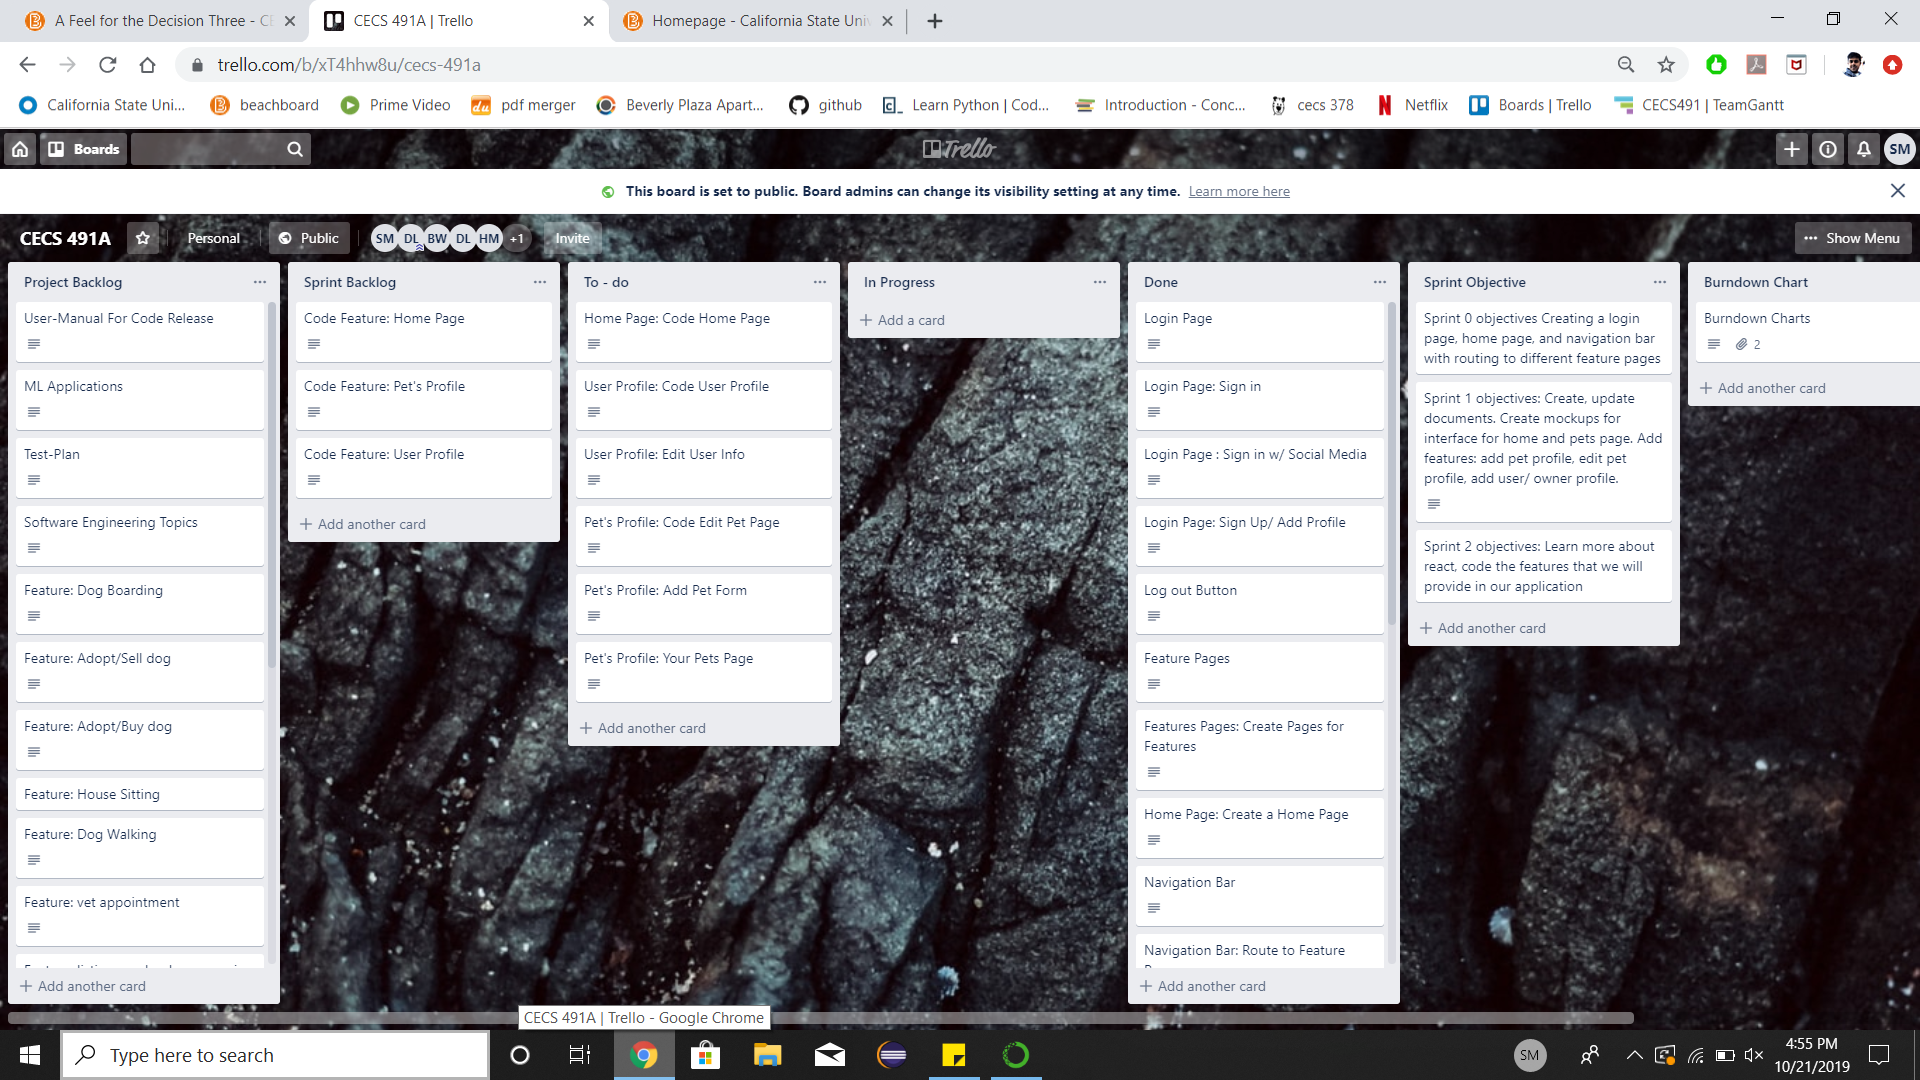 A Feel for the Decision Three - CE
CECS 491A | Trello
Homepage - California State Univ
trello.com/b/xT4hhw8u/cecs-491a
California State Uni...
beachboard
Prime Video
pdf merger
Beverly Plaza Apart...
github
Learn Python | Cod...
Introduction - Conc...
cecs 378
Netflix
Boards | Trello
CECS491 | TeamGantt
Boards
Trello
SM
This board is set to public. Board admins can change its visibility setting at any time. Learn more here
CECS 491A
Personal
Public
SM
DL
BW
DL
HM
+1
Invite
... Show Menu
Project Backlog
User-Manual For Code Release
ML Applications
Test-Plan
Software Engineering Topics
Feature: Dog Boarding
Feature: Adopt/Sell dog
Feature: Adopt/Buy dog
Feature: House Sitting
Feature: Dog Walking
Feature: vet appointment
+ Add another card
Sprint Backlog
Code Feature: Home Page
Code Feature: Pet's Profile
Code Feature: User Profile
+ Add another card
To - do
Home Page: Code Home Page
User Profile: Code User Profile
User Profile: Edit User Info
Pet's Profile: Code Edit Pet Page
Pet's Profile: Add Pet Form
Pet's Profile: Your Pets Page
+ Add another card
In Progress
+ Add a card
Done
Login Page
Login Page: Sign in
Login Page : Sign in w/ Social Media
Login Page: Sign Up/ Add Profile
Log out Button
Feature Pages
Features Pages: Create Pages for
Features
Home Page: Create a Home Page
Navigation Bar
Navigation Bar: Route to Feature
+ Add another card
Sprint Objective
Sprint 0 objectives Creating a login
page, home page, and navigation bar
with routing to different feature pages
Sprint 1 objectives: Create, update
documents. Create mockups for
interface for home and pets page. Add
features: add pet profile, edit pet
profile, add user/ owner profile.
Sprint 2 objectives: Learn more about
react, code the features that we will
provide in our application
+ Add another card
Burndown Chart
Burndown Charts
2
+ Add another card
CECS 491A | Trello - Google Chrome
Type here to search
SM
4:55 PM
10/21/2019